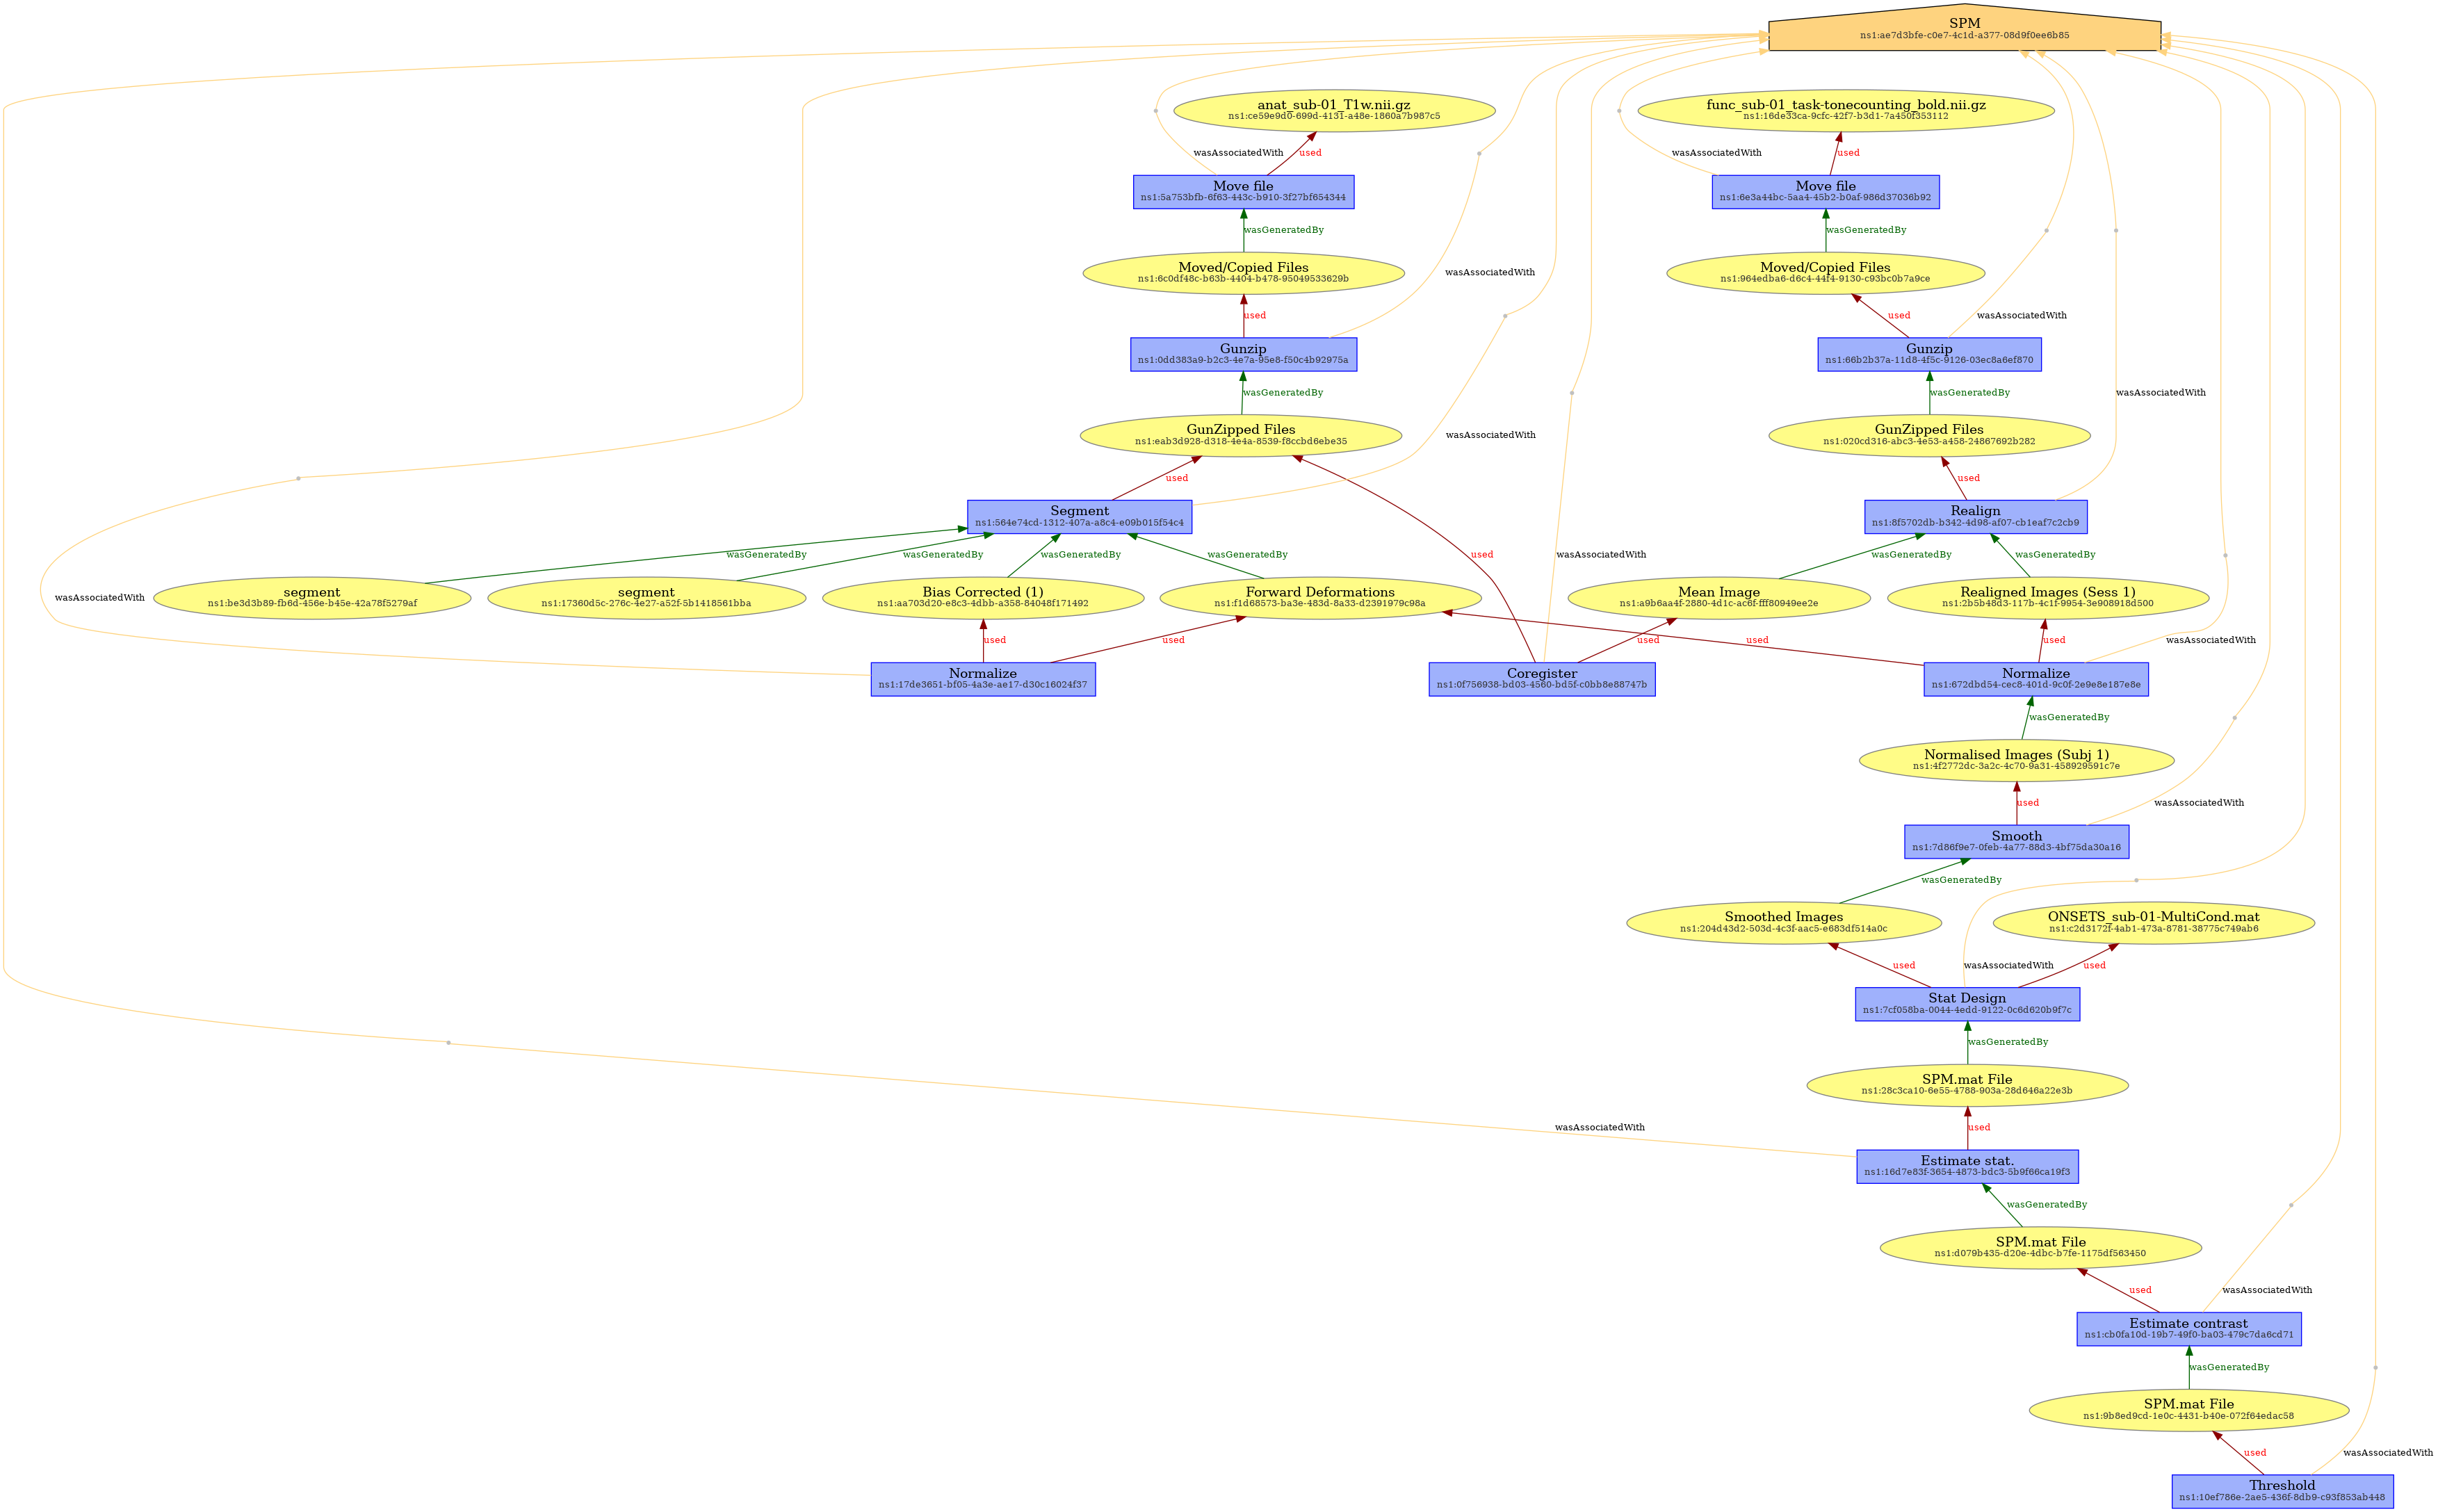 SPM
ns1:ae7d3bfe-c0e7-4c1d-a377-08d9f0ee6b85
anat_sub-01_T1w.nii.gz
ns1:ce59e9d0-699d-4131-a48e-1860a7b987c5
func_sub-01_task-tonecounting_bold.nii.gz
ns1:16de33ca-9cfc-42f7-b3d1-7a450f353112
wasAssociatedWith
used
wasAssociatedWith
used
Move file
ns1:5a753bfb-6f63-443c-b910-3f27bf654344
Move file
ns1:6e3a44bc-5aa4-45b2-b0af-986d37036b92
wasGeneratedBy
wasGeneratedBy
Moved/Copied Files
ns1:6c0df48c-b63b-4404-b478-95049533629b
wasAssociatedWith
Moved/Copied Files
ns1:964edba6-d6c4-44f4-9130-c93bc0b7a9ce
used
used
wasAssociatedWith
Gunzip
ns1:0dd383a9-b2c3-4e7a-95e8-f50c4b92975a
Gunzip
ns1:66b2b37a-11d8-4f5c-9126-03ec8a6ef870
wasGeneratedBy
wasGeneratedBy
wasAssociatedWith
GunZipped Files
ns1:eab3d928-d318-4e4a-8539-f8ccbd6ebe35
wasAssociatedWith
GunZipped Files
ns1:020cd316-abc3-4e53-a458-24867692b282
used
used
Segment
ns1:564e74cd-1312-407a-a8c4-e09b015f54c4
Realign
ns1:8f5702db-b342-4d98-af07-cb1eaf7c2cb9
wasGeneratedBy
wasGeneratedBy
wasGeneratedBy
wasGeneratedBy
used
wasAssociatedWith
wasGeneratedBy
wasGeneratedBy
wasAssociatedWith
segment
ns1:be3d3b89-fb6d-456e-b45e-42a78f5279af
segment
ns1:17360d5c-276c-4e27-a52f-5b1418561bba
Bias Corrected (1)
ns1:aa703d20-e8c3-4dbb-a358-84048f171492
Forward Deformations
ns1:f1d68573-ba3e-483d-8a33-d2391979c98a
Mean Image
ns1:a9b6aa4f-2880-4d1c-ac6f-fff80949ee2e
Realigned Images (Sess 1)
ns1:2b5b48d3-117b-4c1f-9954-3e908918d500
used
used
used
used
used
wasAssociatedWith
Normalize
ns1:17de3651-bf05-4a3e-ae17-d30c16024f37
Coregister
ns1:0f756938-bd03-4560-bd5f-c0bb8e88747b
Normalize
ns1:672dbd54-cec8-401d-9c0f-2e9e8e187e8e
wasGeneratedBy
Normalised Images (Subj 1)
ns1:4f2772dc-3a2c-4c70-9a31-458929591c7e
used
wasAssociatedWith
Smooth
ns1:7d86f9e7-0feb-4a77-88d3-4bf75da30a16
wasGeneratedBy
Smoothed Images
ns1:204d43d2-503d-4c3f-aac5-e683df514a0c
ONSETS_sub-01-MultiCond.mat
ns1:c2d3172f-4ab1-473a-8781-38775c749ab6
used
wasAssociatedWith
used
Stat Design
ns1:7cf058ba-0044-4edd-9122-0c6d620b9f7c
wasGeneratedBy
SPM.mat File
ns1:28c3ca10-6e55-4788-903a-28d646a22e3b
wasAssociatedWith
used
Estimate stat.
ns1:16d7e83f-3654-4873-bdc3-5b9f66ca19f3
wasGeneratedBy
SPM.mat File
ns1:d079b435-d20e-4dbc-b7fe-1175df563450
used
wasAssociatedWith
Estimate contrast
ns1:cb0fa10d-19b7-49f0-ba03-479c7da6cd71
wasGeneratedBy
SPM.mat File
ns1:9b8ed9cd-1e0c-4431-b40e-072f64edac58
used
wasAssociatedWith
Threshold
ns1:10ef786e-2ae5-436f-8db9-c93f853ab448